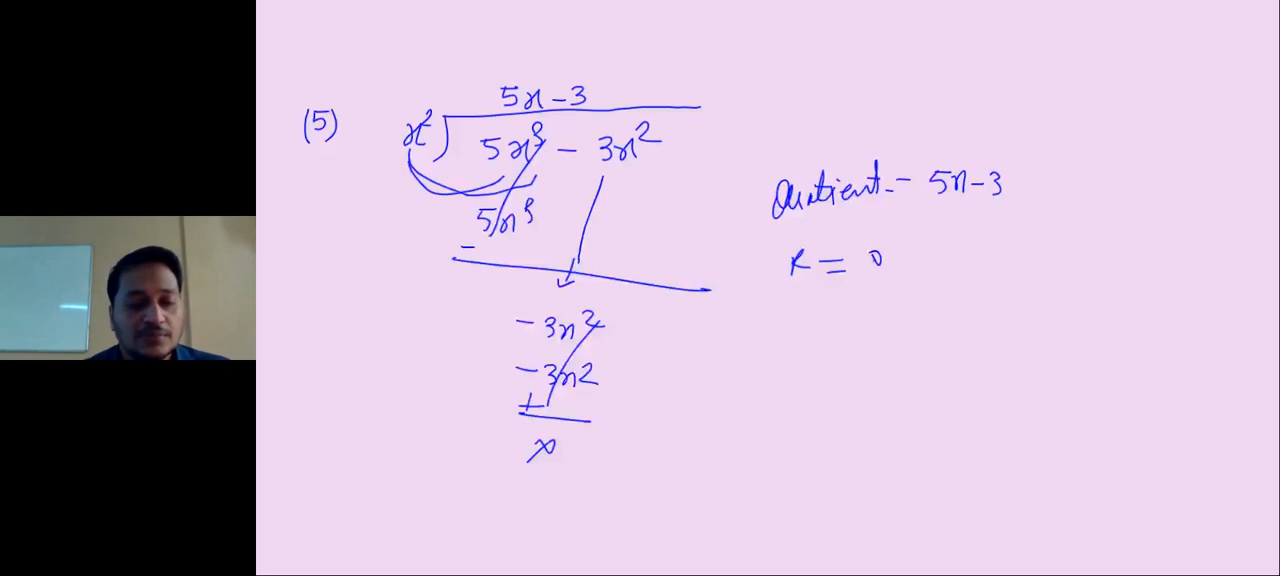 5x - 3
(5) x² ) 5x³ - 3x²
5x³
-
- 3x²
- 3x2
+
x
Quotient - 5x - 3
R = 0